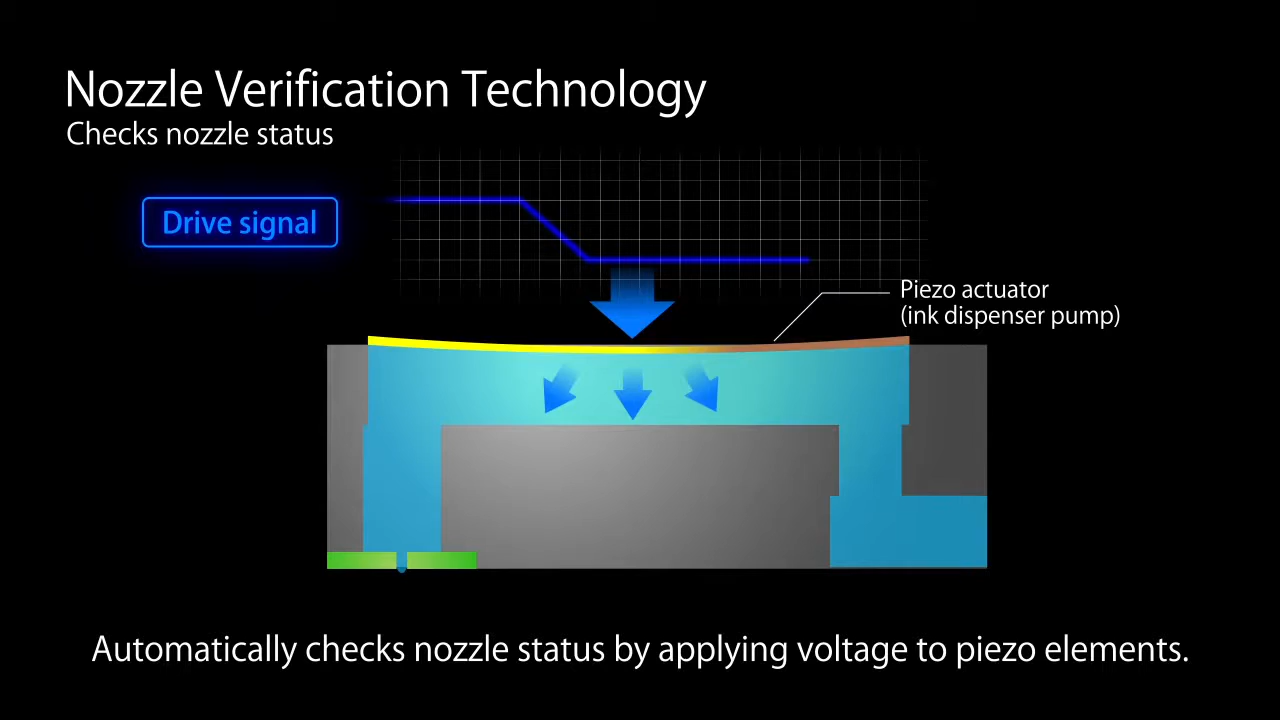 Nozzle Verification Technology
Checks nozzle status
Drive signal
Piezo actuator
(ink dispenser pump)
Automatically checks nozzle status by applying voltage to piezo elements.